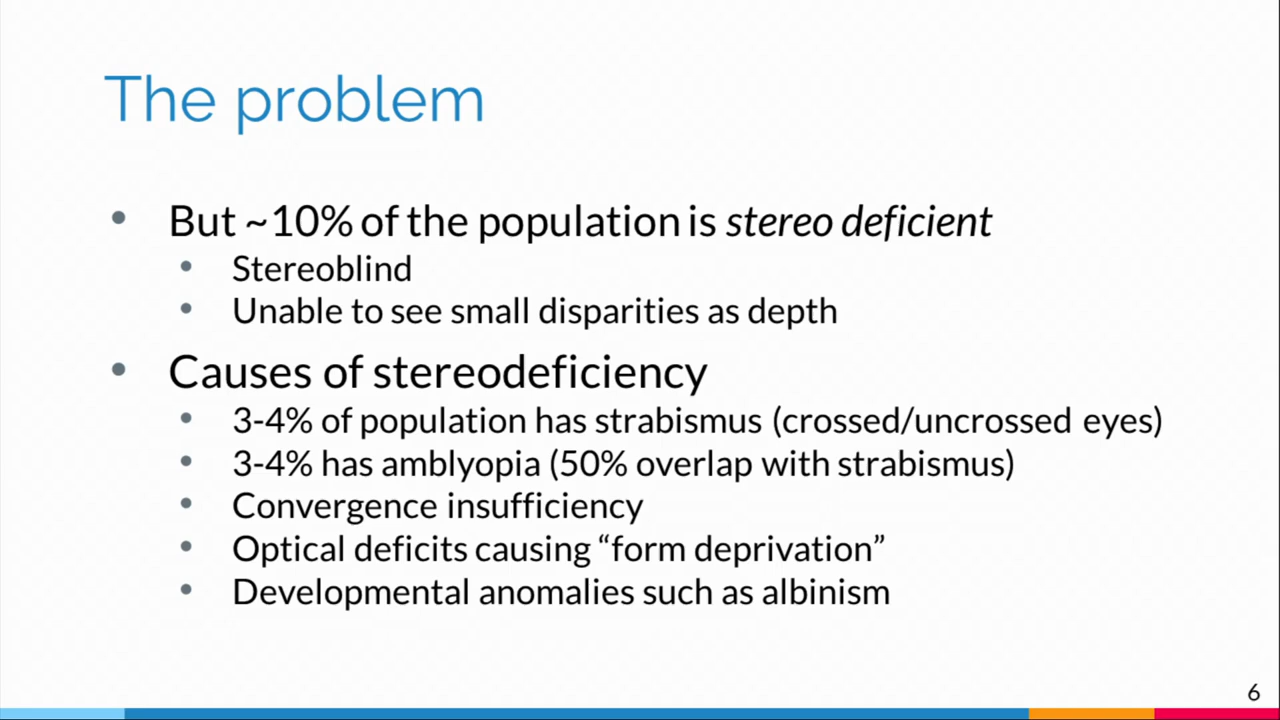 The problem
• But ~10% of the population is stereo deficient
• Stereoblind
• Unable to see small disparities as depth
• Causes of stereodeficiency
• 3-4% of population has strabismus (crossed/uncrossed eyes)
• 3-4% has amblyopia (50% overlap with strabismus)
• Convergence insufficiency
• Optical deficits causing “form deprivation”
• Developmental anomalies such as albinism
6